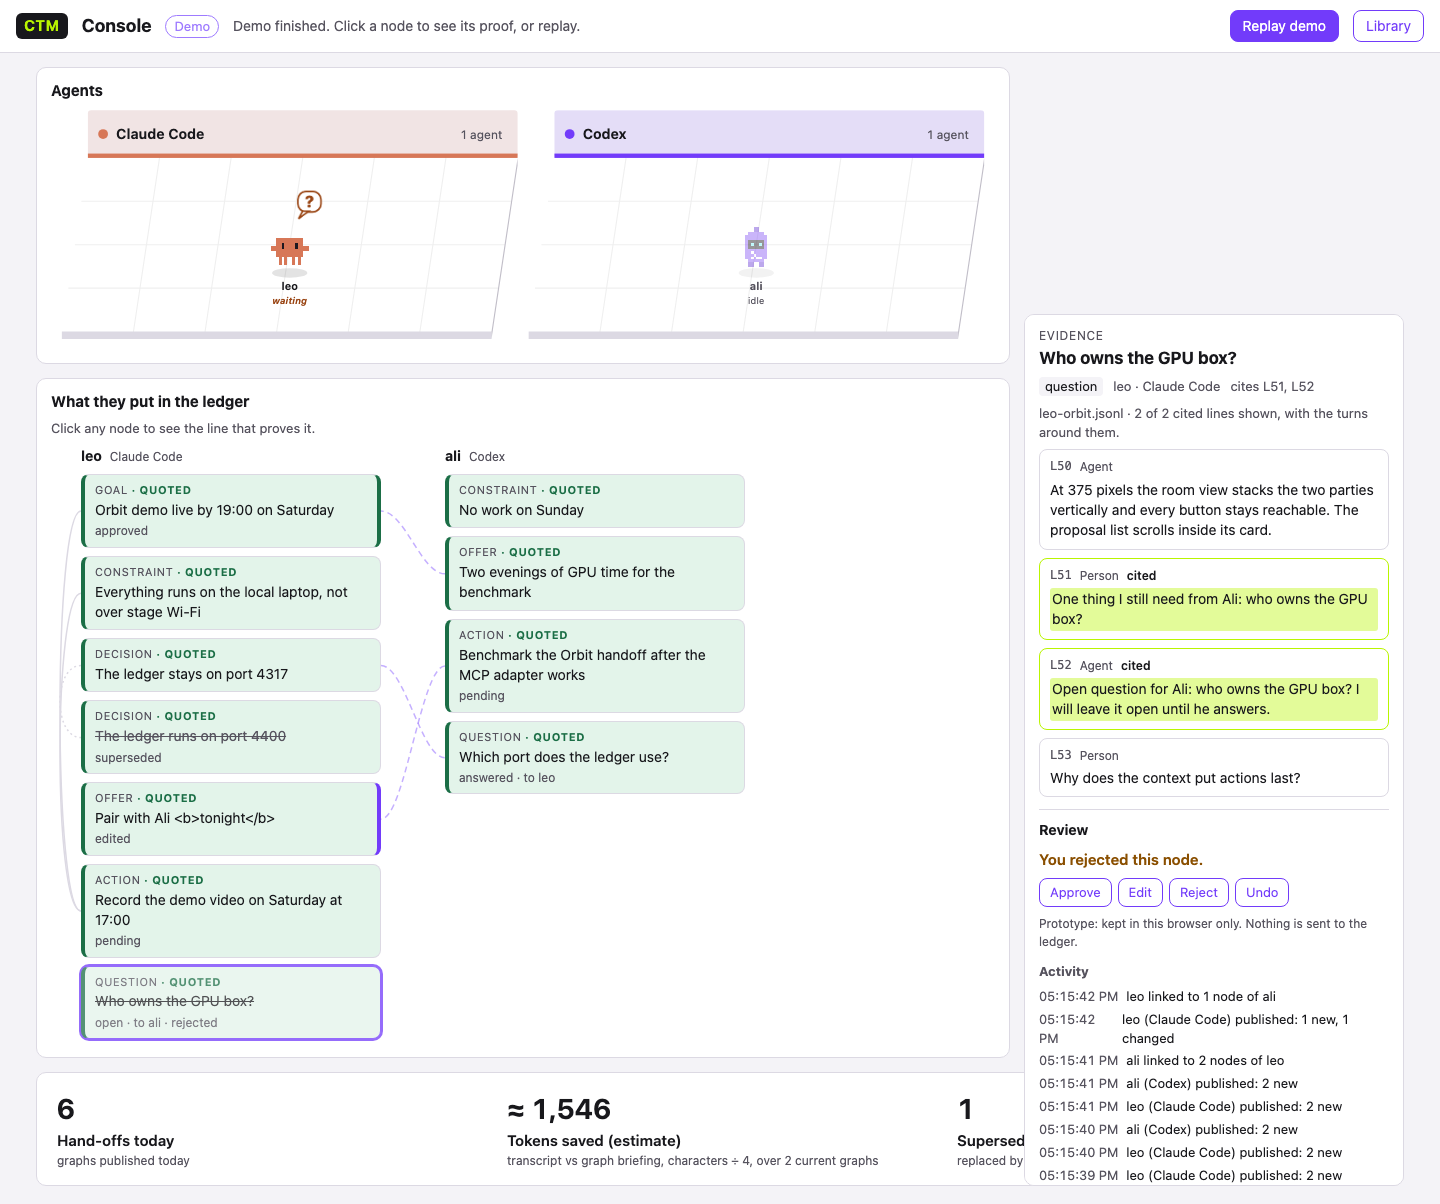 CTM Console Demo Demo finished. Click a node to see its proof, or replay. Replay demo Library
Agents
Claude Code 1 agent
Codex 1 agent
?
leo
waiting
ali
idle
What they put in the ledger
Click any node to see the line that proves it.
leo Claude Code
GOAL · QUOTED
Orbit demo live by 19:00 on Saturday
approved
CONSTRAINT · QUOTED
Everything runs on the local laptop, not
over stage Wi-Fi
DECISION · QUOTED
The ledger stays on port 4317
DECISION · QUOTED
The ledger runs on port 4400
superseded
OFFER · QUOTED
Pair with Ali <b>tonight</b>
edited
ACTION · QUOTED
Record the demo video on Saturday at
17:00
pending
QUESTION · QUOTED
Who owns the GPU box?
open · to ali · rejected
ali Codex
CONSTRAINT · QUOTED
No work on Sunday
OFFER · QUOTED
Two evenings of GPU time for the
benchmark
ACTION · QUOTED
Benchmark the Orbit handoff after the
MCP adapter works
pending
QUESTION · QUOTED
Which port does the ledger use?
answered · to leo
6
Hand-offs today
graphs published today
≈ 1,546
Tokens saved (estimate)
transcript vs graph briefing, characters ÷ 4, over 2 current graphs
1
Supersed
replaced by
EVIDENCE
Who owns the GPU box?
question leo · Claude Code cites L51, L52
leo-orbit.jsonl · 2 of 2 cited lines shown, with the turns
around them.
L50 Agent
At 375 pixels the room view stacks the two parties
vertically and every button stays reachable. The
proposal list scrolls inside its card.
L51 Person cited
One thing I still need from Ali: who owns the GPU
box?
L52 Agent cited
Open question for Ali: who owns the GPU box? I
will leave it open until he answers.
L53 Person
Why does the context put actions last?
Review
You rejected this node.
Approve Edit Reject Undo
Prototype: kept in this browser only. Nothing is sent to the
ledger.
Activity
05:15:42 PM leo linked to 1 node of ali
05:15:42 PM leo (Claude Code) published: 1 new, 1
changed
05:15:41 PM ali linked to 2 nodes of leo
05:15:41 PM ali (Codex) published: 2 new
05:15:41 PM leo (Claude Code) published: 2 new
05:15:40 PM ali (Codex) published: 2 new
05:15:40 PM leo (Claude Code) published: 2 new
05:15:39 PM leo (Claude Code) published: 2 new